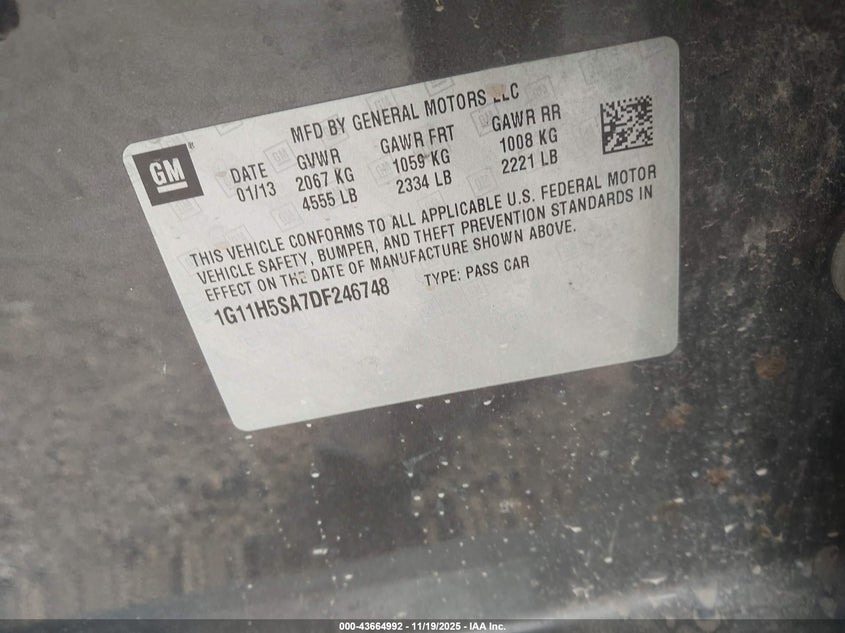 GM
MFD BY GENERAL MOTORS LLC
DATE GVWR GAWR FRT GAWR RR
01/13 2067 KG 1059 KG 1008 KG
4555 LB 2334 LB 2221 LB
THIS VEHICLE CONFORMS TO ALL APPLICABLE U.S. FEDERAL MOTOR
VEHICLE SAFETY, BUMPER, AND THEFT PREVENTION STANDARDS IN
EFFECT ON THE DATE OF MANUFACTURE SHOWN ABOVE.
1G11H5SA7DF246748 TYPE: PASS CAR
000-43664992 - 11/19/2025 - IAA Inc.